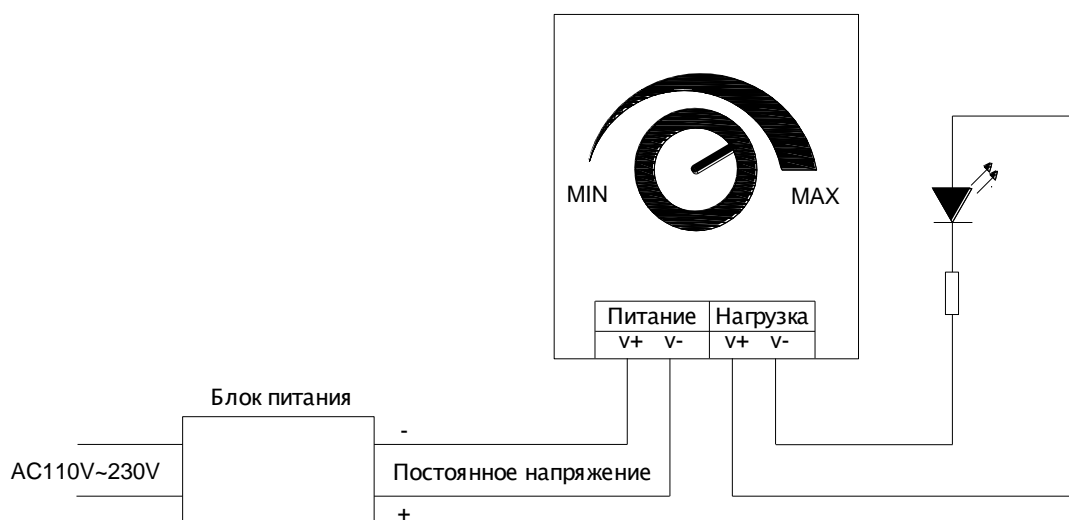 MIN MAX
Питание Нагрузка
V+ V- V+ V-
Блок питания
-
AC110V~230V Постоянное напряжение
+